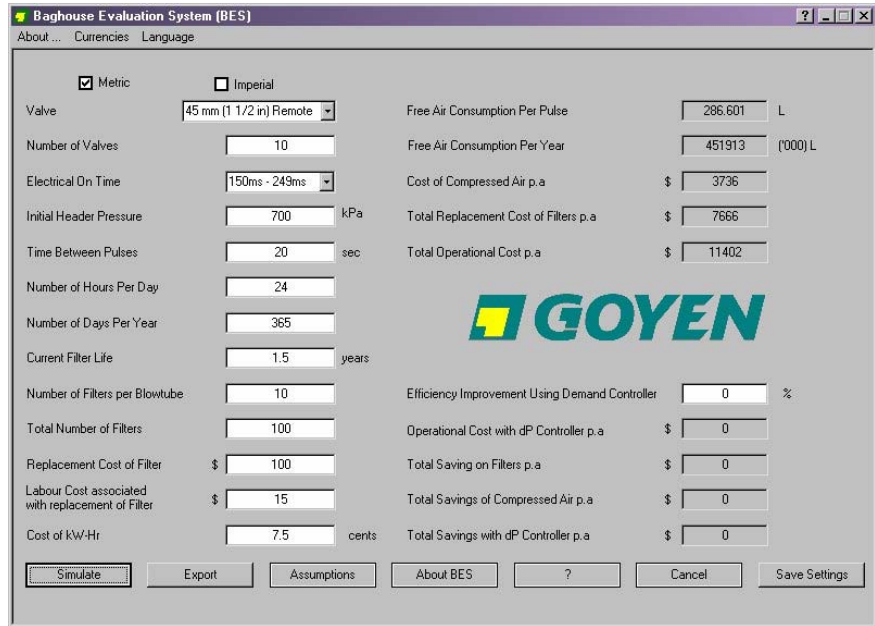 Baghouse Evaluation System (BES)
About ... Currencies Language
Metric Imperial
Valve 45 mm (1 1/2 in) Remote
Number of Valves 10
Electrical On Time 150ms - 249ms
Initial Header Pressure 700 kPa
Time Between Pulses 20 sec
Number of Hours Per Day 24
Number of Days Per Year 365
Current Filter Life 1.5 years
Number of Filters per Blowtube 10
Total Number of Filters 100
Replacement Cost of Filter $ 100
Labour Cost associated
with replacement of Filter $ 15
Cost of kW-Hr 7.5 cents
Free Air Consumption Per Pulse 286.601 L
Free Air Consumption Per Year 451913 ('000) L
Cost of Compressed Air p.a $ 3736
Total Replacement Cost of Filters p.a $ 7666
Total Operational Cost p.a $ 11402
GOYEN
Efficiency Improvement Using Demand Controller 0 %
Operational Cost with dP Controller p.a $ 0
Total Saving on Filters p.a $ 0
Total Savings of Compressed Air p.a $ 0
Total Savings with dP Controller p.a $ 0
Simulate Export Assumptions About BES ? Cancel Save Settings